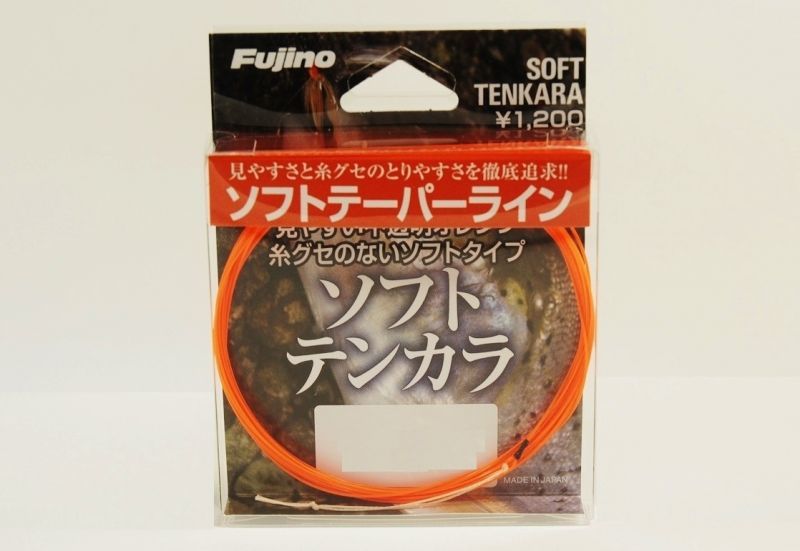 Fujino
SOFT
TENKARA
¥1,200
見やすさと糸グセのとりやすさを徹底追求!!
ソフトテーパーライン
糸グセのないソフトタイプ
ソフト
テンカラ
MADE IN JAPAN